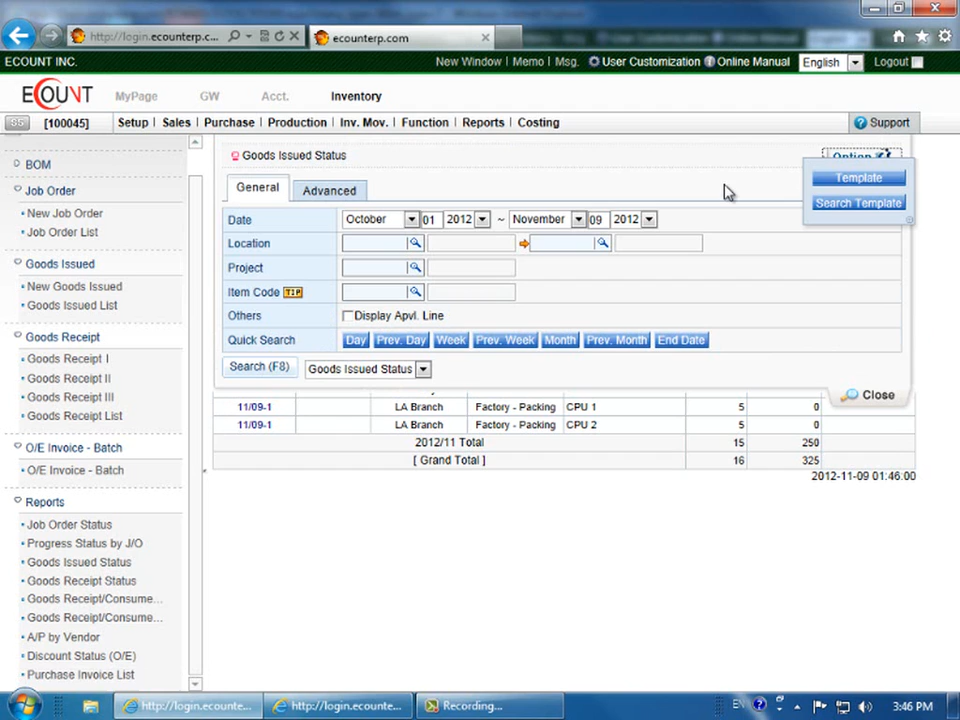 http://login.ecounterp.c...
ecounterp.com
ECOUNT INC.
New Window | Memo | Msg. User Customization Online Manual English Logout
ECOUNT MyPage GW Acct. Inventory
S5 [100045] Setup | Sales | Purchase | Production | Inv. Mov. | Function | Reports | Costing Support
BOM
Job Order
New Job Order
Job Order List
Goods Issued
New Goods Issued
Goods Issued List
Goods Receipt
Goods Receipt I
Goods Receipt II
Goods Receipt III
Goods Receipt List
O/E Invoice - Batch
O/E Invoice - Batch
Reports
Job Order Status
Progress Status by J/O
Goods Issued Status
Goods Receipt Status
Goods Receipt/Consume...
Goods Receipt/Consume...
A/P by Vendor
Discount Status (O/E)
Purchase Invoice List
Goods Issued Status
Option
Template
Search Template
General Advanced
Date October 01 2012 ~ November 09 2012
Location
Project
Item Code TIP
Others Display Apvl. Line
Quick Search Day Prev. Day Week Prev. Week Month Prev. Month End Date
Search (F8) Goods Issued Status
Close
11/09-1 LA Branch Factory - Packing CPU 1 5 0
11/09-1 LA Branch Factory - Packing CPU 2 5 0
2012/11 Total 15 250
[ Grand Total ] 16 325
2012-11-09 01:46:00
http://login.ecounte...
http://login.ecounte...
Recording...
EN
3:46 PM